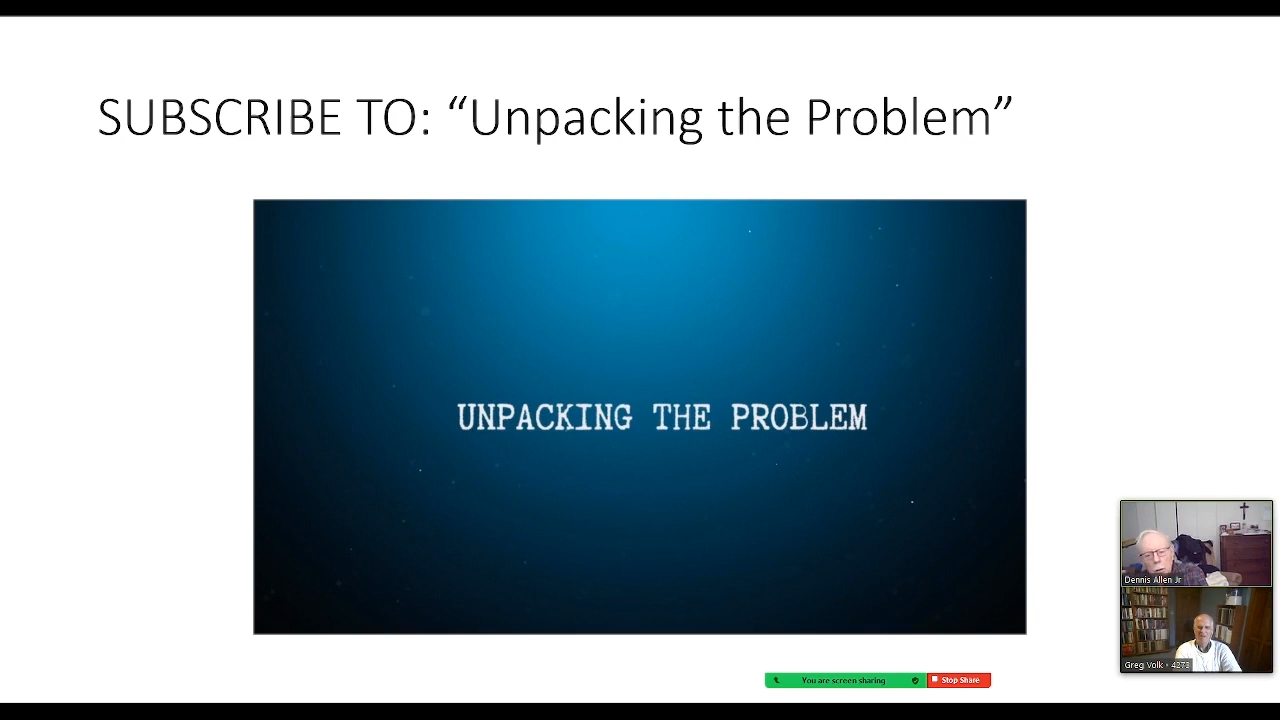 SUBSCRIBE TO: “Unpacking the Problem”
UNPACKING THE PROBLEM
Dennis Allen Jr
Greg Volk • 4273
You are screen sharing
Stop Share